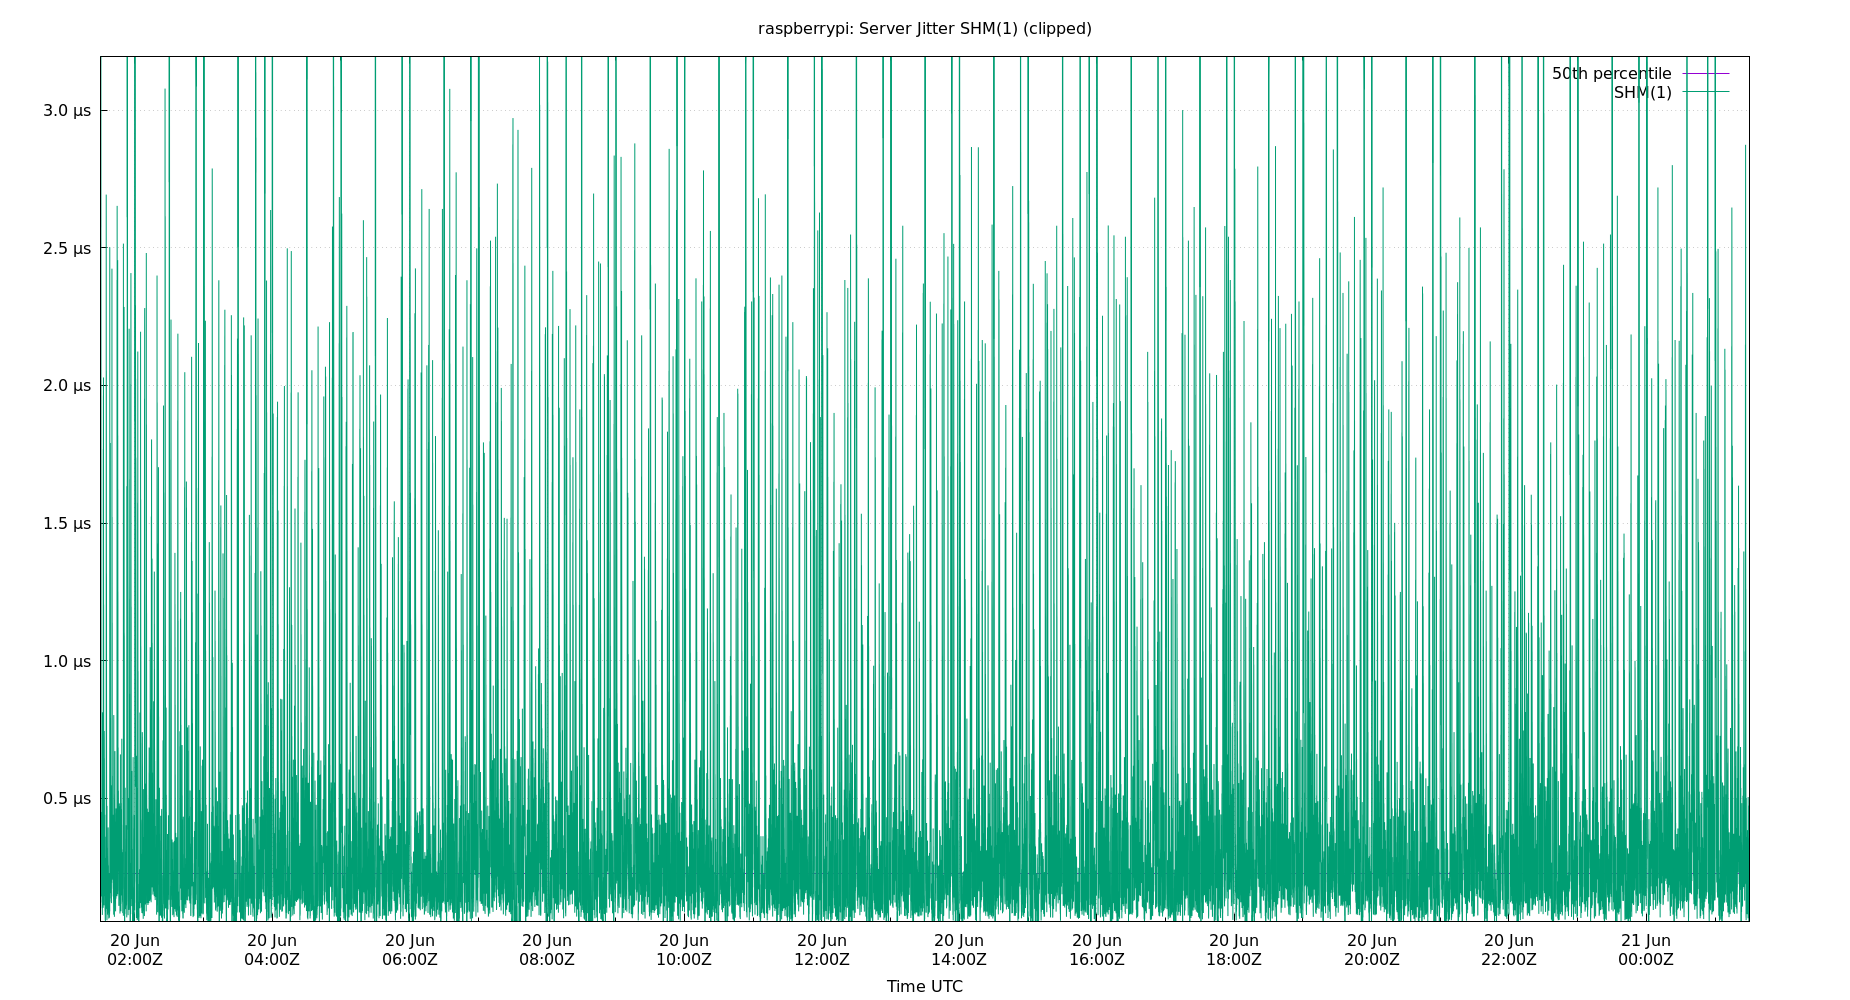 raspberrypi: Server Jitter SHM(1) (clipped)
50th percentile
SHM(1)
3.0 µs
2.5 µs
2.0 µs
1.5 µs
1.0 µs
0.5 µs
20 Jun 20 Jun 20 Jun 20 Jun 20 Jun 20 Jun 20 Jun 20 Jun 20 Jun 20 Jun 20 Jun 21 Jun
02:00Z 04:00Z 06:00Z 08:00Z 10:00Z 12:00Z 14:00Z 16:00Z 18:00Z 20:00Z 22:00Z 00:00Z
Time UTC